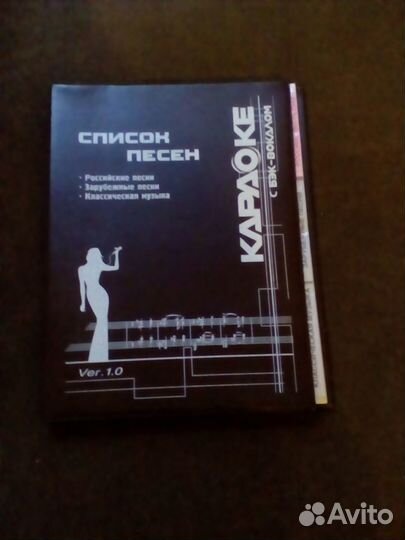 СПИСОК
ПЕСЕН
· Российские песни
· Зарубежные песни
· Классическая музыка
КАРАОКЕ
С БЭК-ВОКАЛОМ
Ver.1.0
Avito